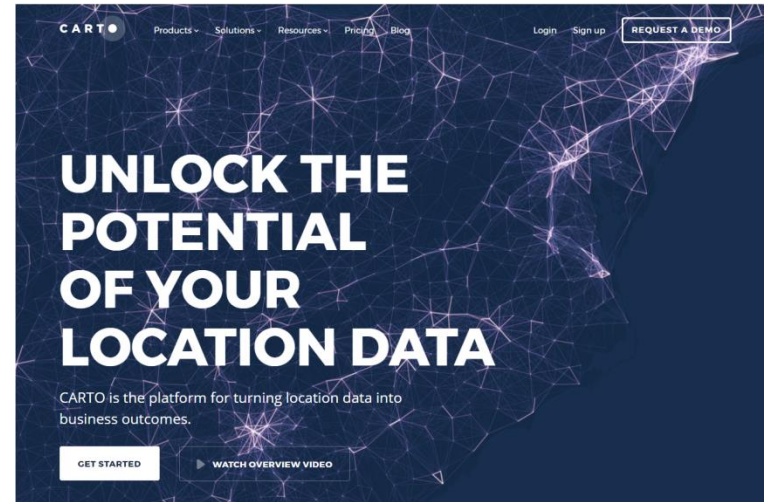 CARTO
Products Solutions Resources Pricing Blog
Login Sign up REQUEST A DEMO
UNLOCK THE
POTENTIAL
OF YOUR
LOCATION DATA
CARTO is the platform for turning location data into
business outcomes.
GET STARTED
WATCH OVERVIEW VIDEO